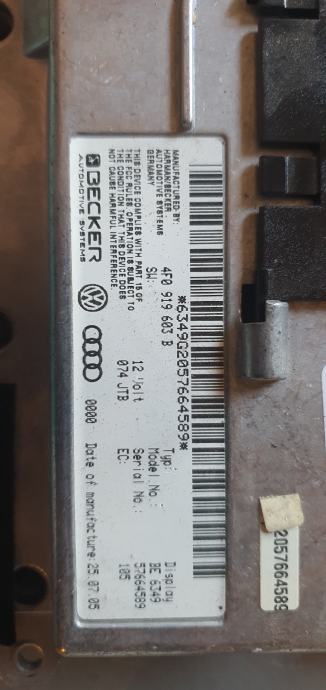 *6349G2057664589*
MANUFACTURED BY:
HARMAN/BECKER
AUTOMOTIVE SYSTEMS
GERMANY
4F0 919 603 B
SW:
Typ: Display
Model No.: BE 6349
Serial No.: 57664589
EC: 105
12 Volt
074 JTB
THIS DEVICE COMPLIES WITH PART 15 OF
THE FCC RULES. OPERATION IS SUBJECT TO
THE CONDITION THAT THIS DEVICE DOES
NOT CAUSE HARMFUL INTERFERENCE
BECKER
AUTOMOTIVE SYSTEMS
0000 Date of manufacture:25.07.05
2057664589